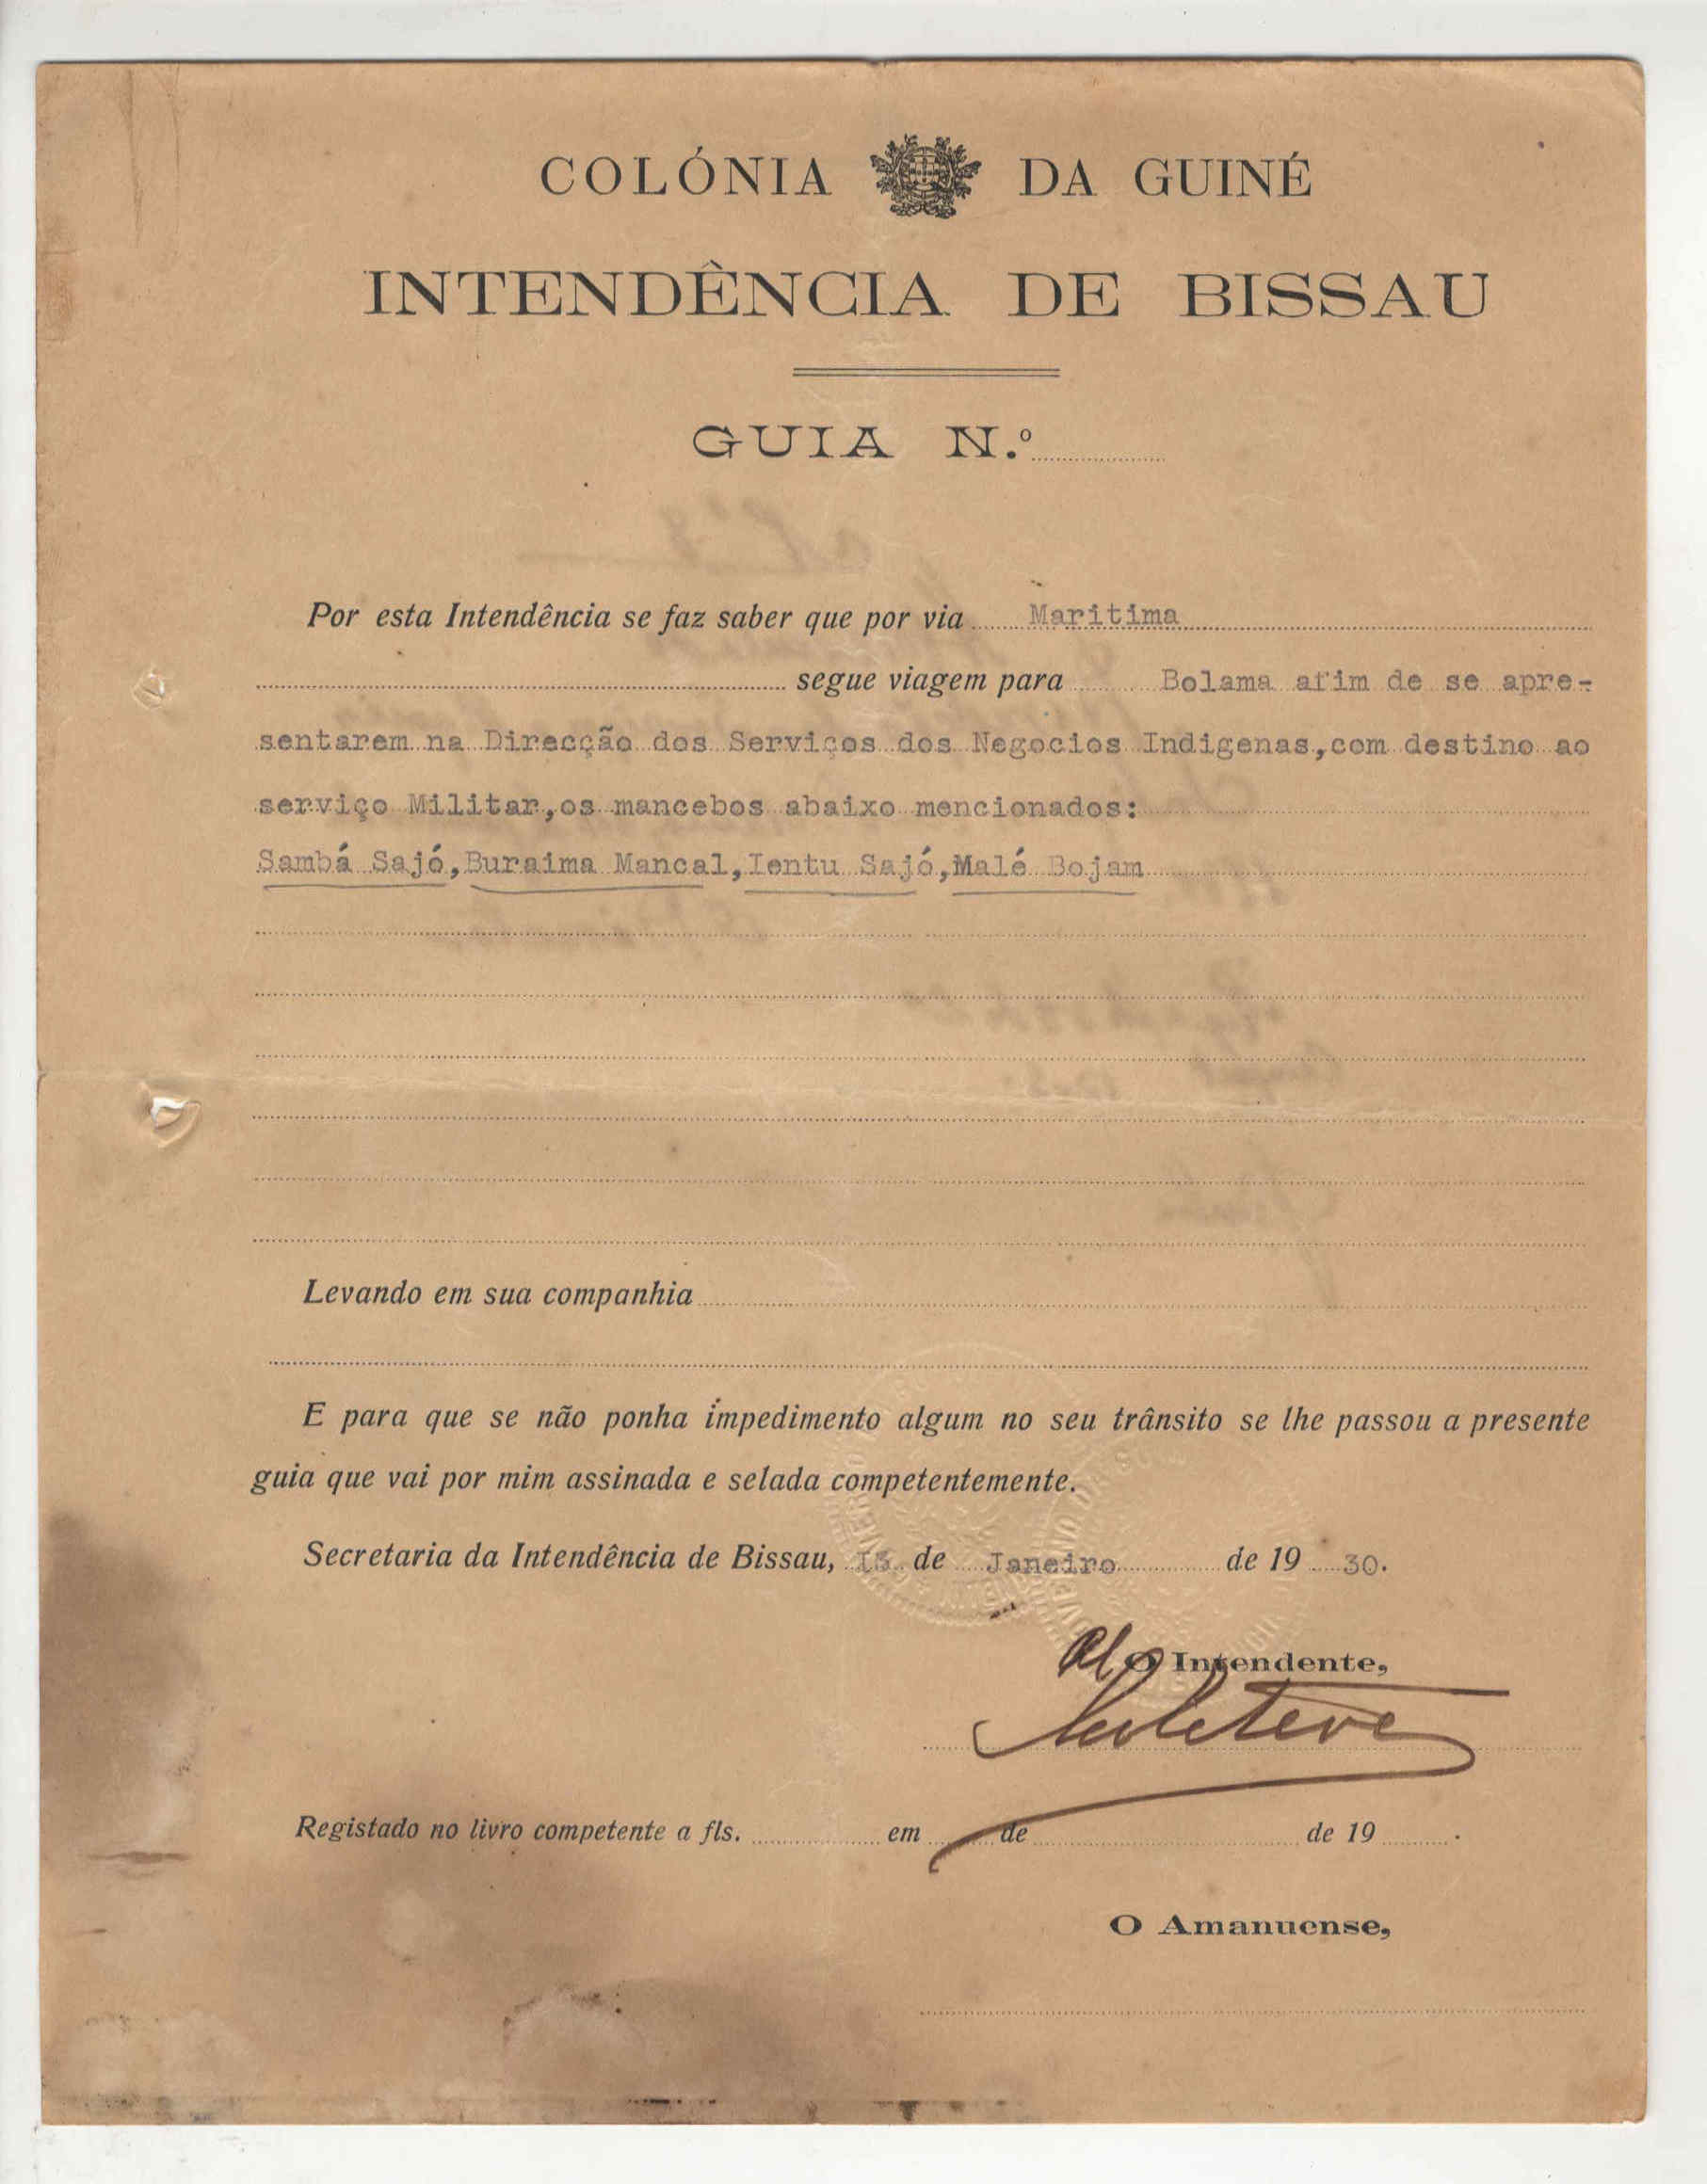 COLÓNIA DA GUINÉ
INTENDÊNCIA DE BISSAU
GUIA N.º
Por esta Intendência se faz saber que por via Maritima
segue viagem para Bolama afim de se apre-
sentarem na Direcção dos Serviços dos Negocios Indigenas,com destino ao
serviço Militar,os mancebos abaixo mencionados:
Sambá Sajó,Buraima Mancal,Ientu Sajó,Malé Bojam
Levando em sua companhia
E para que se não ponha impedimento algum no seu trânsito se lhe passou a presente
guia que vai por mim assinada e selada competentemente.
Secretaria da Intendência de Bissau, I3 de Janeiro de 19 30.
O Intendente,
Registado no livro competente a fls. em de de 19 .
O Amanuense,